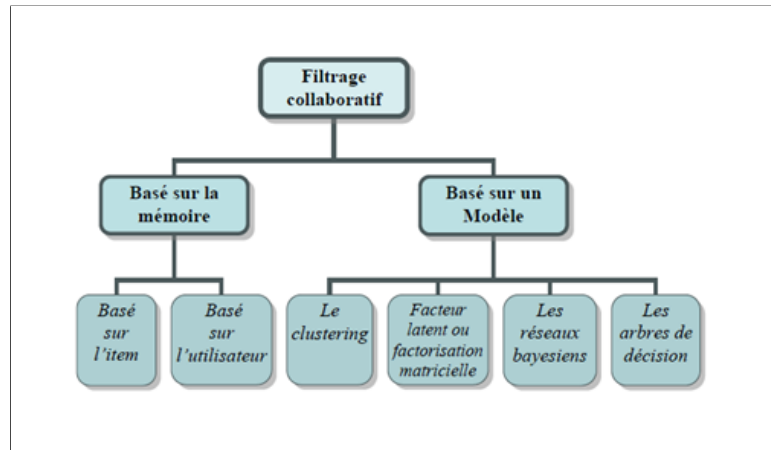 Filtrage
collaboratif
Basé sur la
mémoire
Basé sur un
Modèle
Basé
sur
l'item
Basé
sur
l'utilisateur
Le
clustering
Facteur
latent ou
factorisation
matricielle
Les
réseaux
bayesiens
Les
arbres de
décision